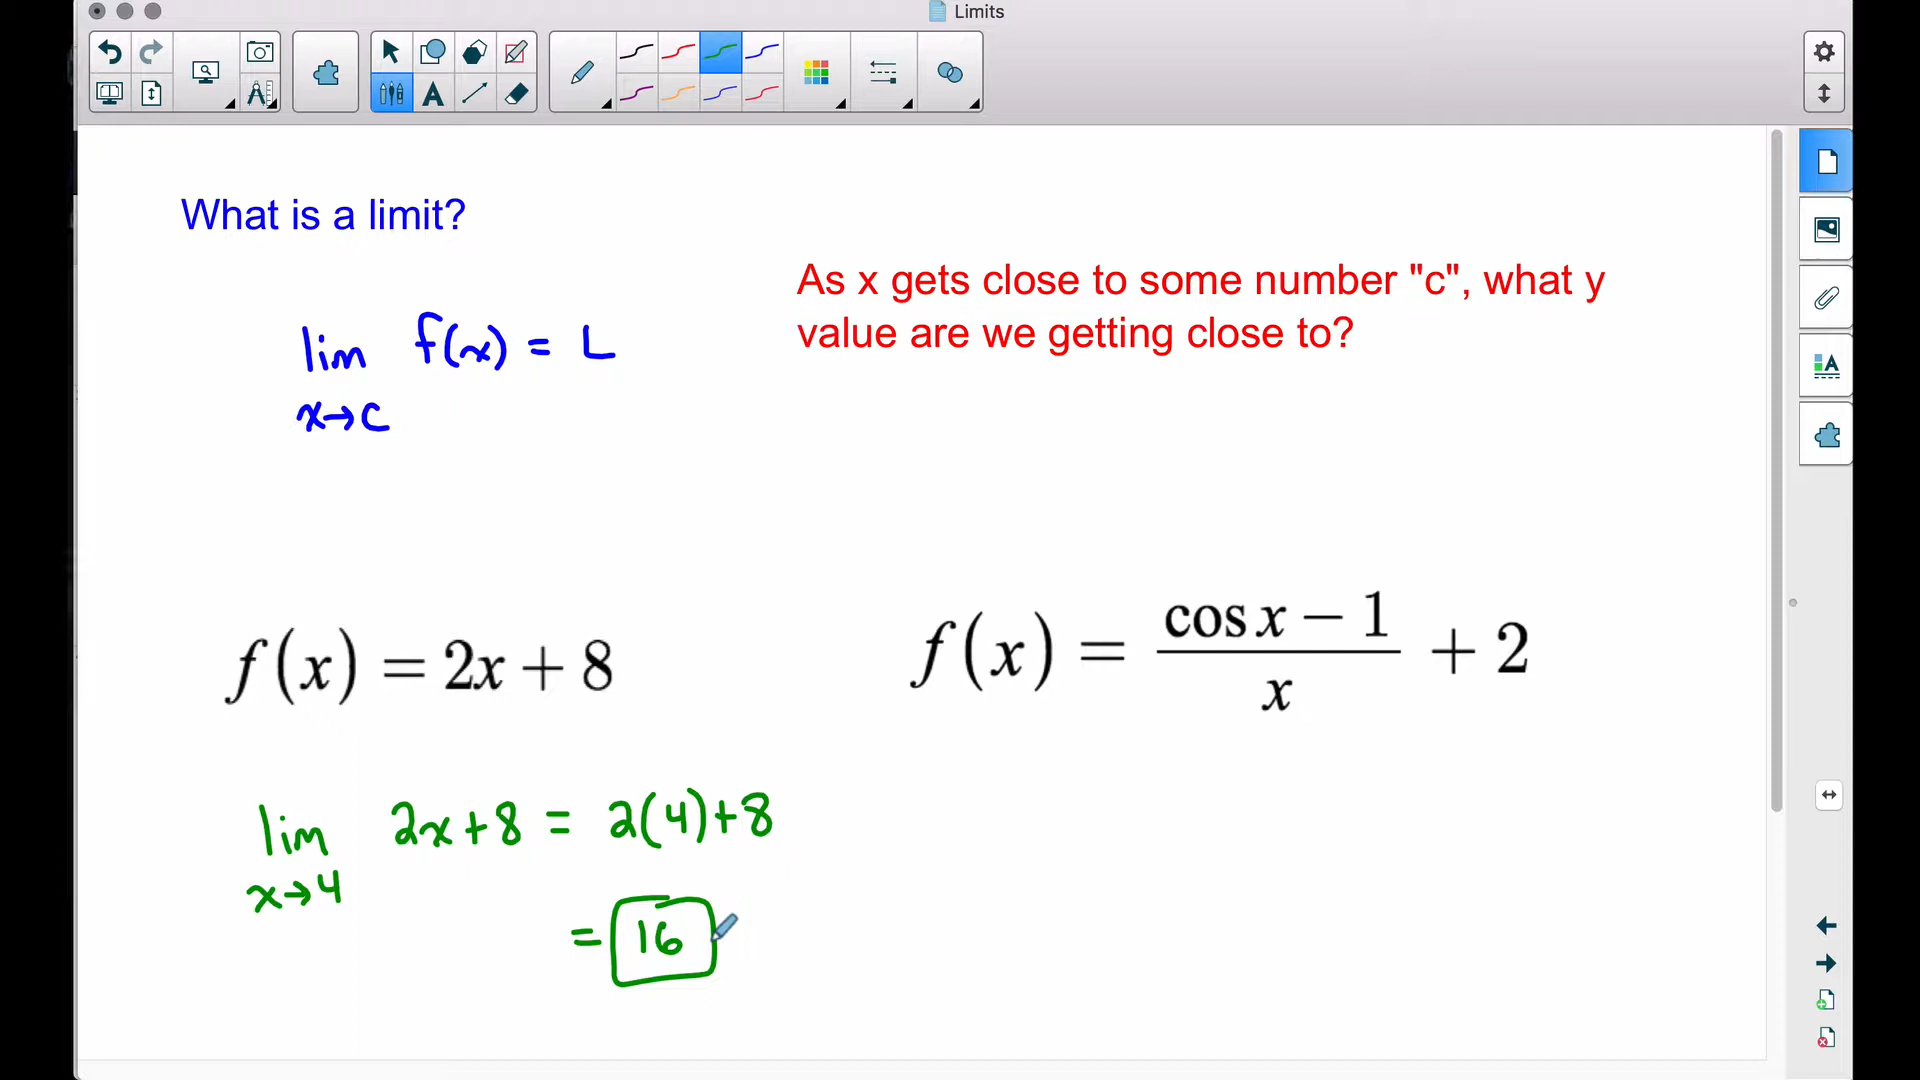 Limits
What is a limit?
As x gets close to some number "c", what y
value are we getting close to?
lim f(x) = L
x→c
f(x) = 2x + 8
f(x) = (cos x − 1)/x + 2
lim 2x+8 = 2(4)+8
x→4
= 16